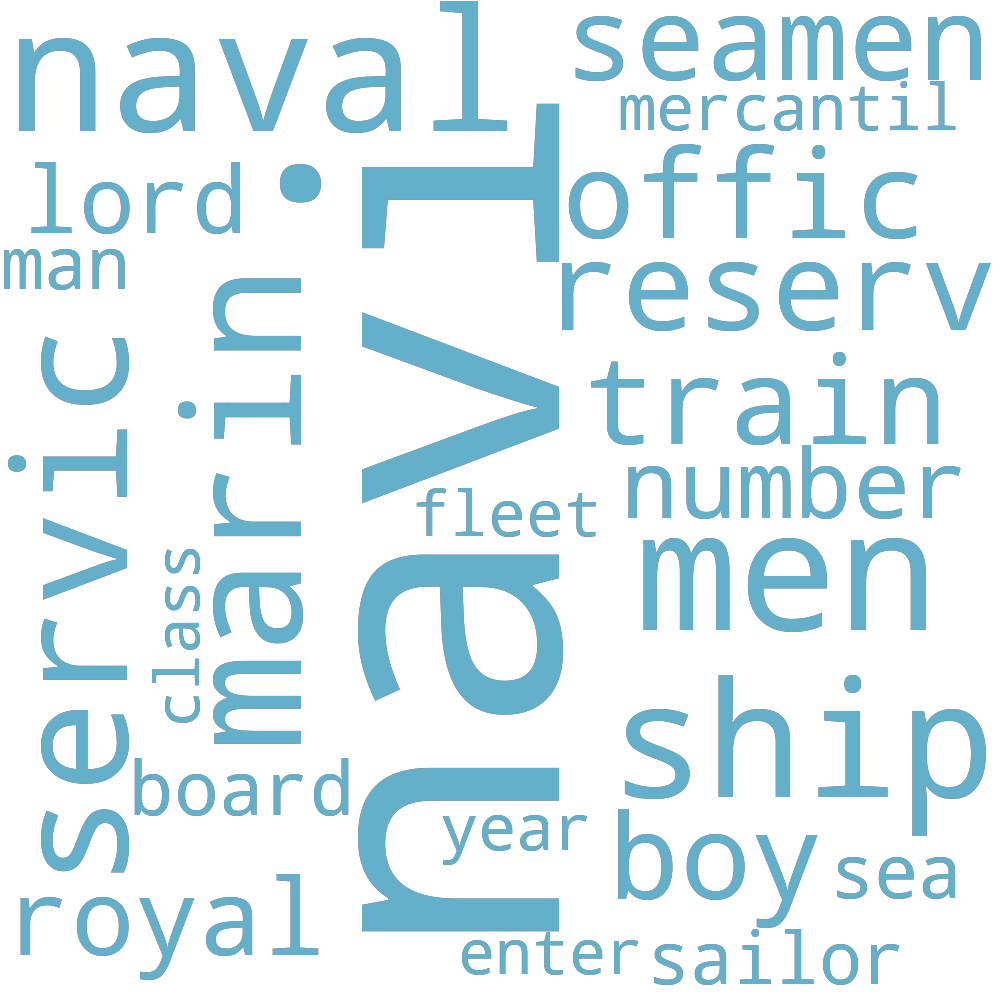 naval
seamen
mercantil
lord
offic
man
reserv
servic
marin
navi
train
number
fleet
class
men
ship
board
year
boy
sea
royal
enter
sailor